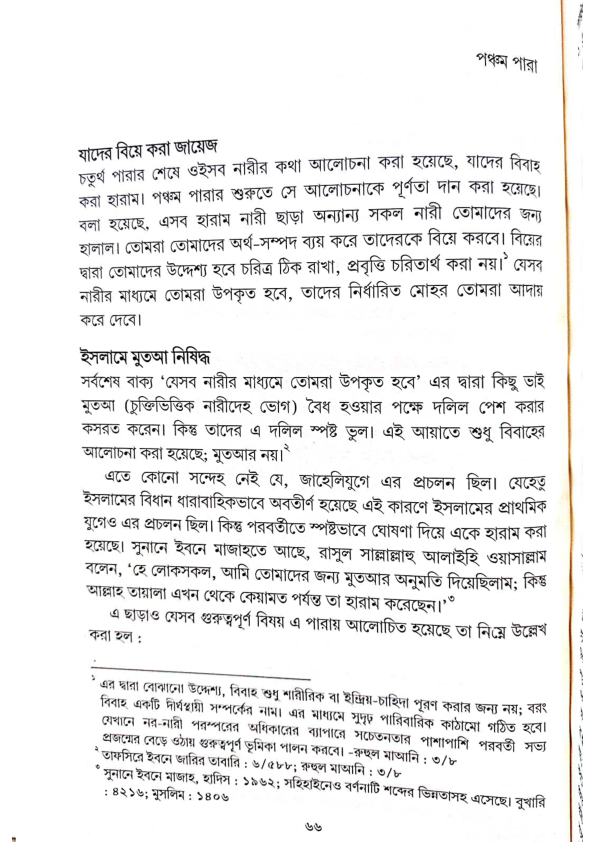 পঞ্চম পারা
যাদের বিয়ে করা জায়েজ
চতুর্থ পারার শেষে ওইসব নারীর কথা আলোচনা করা হয়েছে, যাদের বিবাহ
করা হারাম। পঞ্চম পারার শুরুতে সে আলোচনাকে পূর্ণতা দান করা হয়েছে।
বলা হয়েছে, এসব হারাম নারী ছাড়া অন্যান্য সকল নারী তোমাদের জন্য
হালাল। তোমরা তোমাদের অর্থ-সম্পদ ব্যয় করে তাদেরকে বিয়ে করবে। বিয়ের
দ্বারা তোমাদের উদ্দেশ্য হবে চরিত্র ঠিক রাখা, প্রবৃত্তি চরিতার্থ করা নয়।১ যেসব
নারীর মাধ্যমে তোমরা উপকৃত হবে, তাদের নির্ধারিত মোহর তোমরা আদায়
করে দেবে।
ইসলামে মুতআ নিষিদ্ধ
সর্বশেষ বাক্য ‘যেসব নারীর মাধ্যমে তোমরা উপকৃত হবে’ এর দ্বারা কিছু ভাই
মুতআ (চুক্তিভিত্তিক নারীদেহ ভোগ) বৈধ হওয়ার পক্ষে দলিল পেশ করার
কসরত করেন। কিন্তু তাদের এ দলিল স্পষ্ট ভুল। এই আয়াতে শুধু বিবাহের
আলোচনা করা হয়েছে; মুতআর নয়।২
এতে কোনো সন্দেহ নেই যে, জাহেলিযুগে এর প্রচলন ছিল। যেহেতু
ইসলামের বিধান ধারাবাহিকভাবে অবতীর্ণ হয়েছে এই কারণে ইসলামের প্রাথমিক
যুগেও এর প্রচলন ছিল। কিন্তু পরবর্তীতে স্পষ্টভাবে ঘোষণা দিয়ে একে হারাম করা
হয়েছে। সুনানে ইবনে মাজাহতে আছে, রাসুল সাল্লাল্লাহু আলাইহি ওয়াসাল্লাম
বলেন, ‘হে লোকসকল, আমি তোমাদের জন্য মুতআর অনুমতি দিয়েছিলাম; কিন্তু
আল্লাহ তায়ালা এখন থেকে কেয়ামত পর্যন্ত তা হারাম করেছেন।’৩
এ ছাড়াও যেসব গুরুত্বপূর্ণ বিষয় এ পারায় আলোচিত হয়েছে তা নিম্নে উল্লেখ
করা হল :
১ এর দ্বারা বোঝানো উদ্দেশ্য, বিবাহ শুধু শারীরিক বা ইন্দ্রিয়-চাহিদা পূরণ করার জন্য নয়; বরং
বিবাহ একটি দীর্ঘস্থায়ী সম্পর্কের নাম। এর মাধ্যমে সুদৃঢ় পারিবারিক কাঠামো গঠিত হবে।
যেখানে নর-নারী পরস্পরের অধিকারের ব্যাপারে সচেতনতার পাশাপাশি পরবর্তী সভ্য
প্রজন্মের বেড়ে ওঠায় গুরুত্বপূর্ণ ভূমিকা পালন করবে। -রুহুল মাআনি : ৩/৮
২ তাফসিরে ইবনে জারির তাবারি : ৬/৫৮৮; রুহুল মাআনি : ৩/৮
৩ সুনানে ইবনে মাজাহ, হাদিস : ১৯৬২; সহিহাইনেও বর্ণনাটি শব্দের ভিন্নতাসহ এসেছে। বুখারি
: ৪২১৬; মুসলিম : ১৪০৬
৬৬